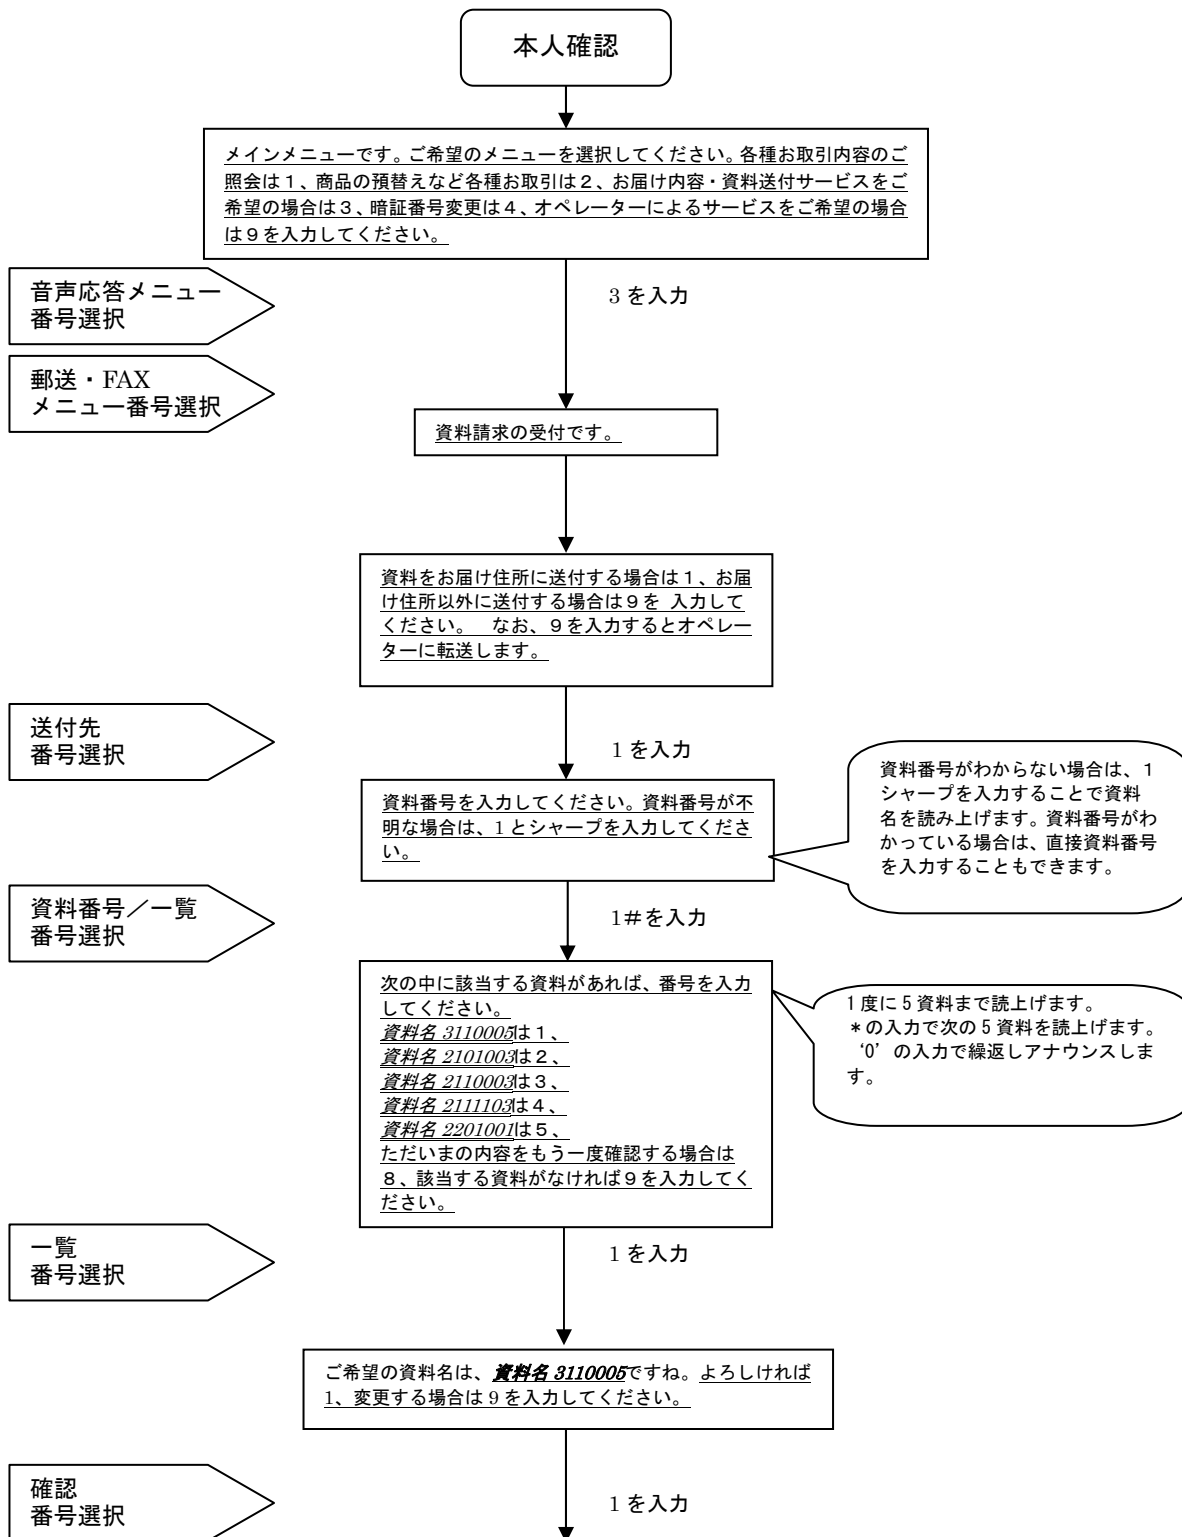 本人確認
メインメニューです。ご希望のメニューを選択してください。各種お取引内容のご
照会は１、商品の預替えなど各種お取引は２、お届け内容・資料送付サービスをご
希望の場合は３、暗証番号変更は４、オペレーターによるサービスをご希望の場合
は９を入力してください。
音声応答メニュー
番号選択
3 を入力
郵送・FAX
メニュー番号選択
資料請求の受付です。
資料をお届け住所に送付する場合は１、お届
け住所以外に送付する場合は９を 入力して
ください。　なお、９を入力するとオペレー
ターに転送します。
送付先
番号選択
1 を入力
資料番号を入力してください。資料番号が不
明な場合は、1 とシャープを入力してくださ
い。
資料番号がわからない場合は、1
シャープを入力することで資料
名を読み上げます。資料番号がわ
かっている場合は、直接資料番号
を入力することもできます。
資料番号／一覧
番号選択
1＃を入力
次の中に該当する資料があれば、番号を入力
してください。
資料名 3110005は１、
資料名 2101003は２、
資料名 2110003は３、
資料名 2111103は４、
資料名 2201001は５、
ただいまの内容をもう一度確認する場合は
８、該当する資料がなければ９を入力してく
ださい。
1 度に 5 資料まで読上げます。
＊の入力で次の 5 資料を読上げます。
‘0’の入力で繰返しアナウンスしま
す。
一覧
番号選択
1 を入力
ご希望の資料名は、資料名 3110005ですね。よろしければ
1、変更する場合は 9 を入力してください。
確認
番号選択
1 を入力